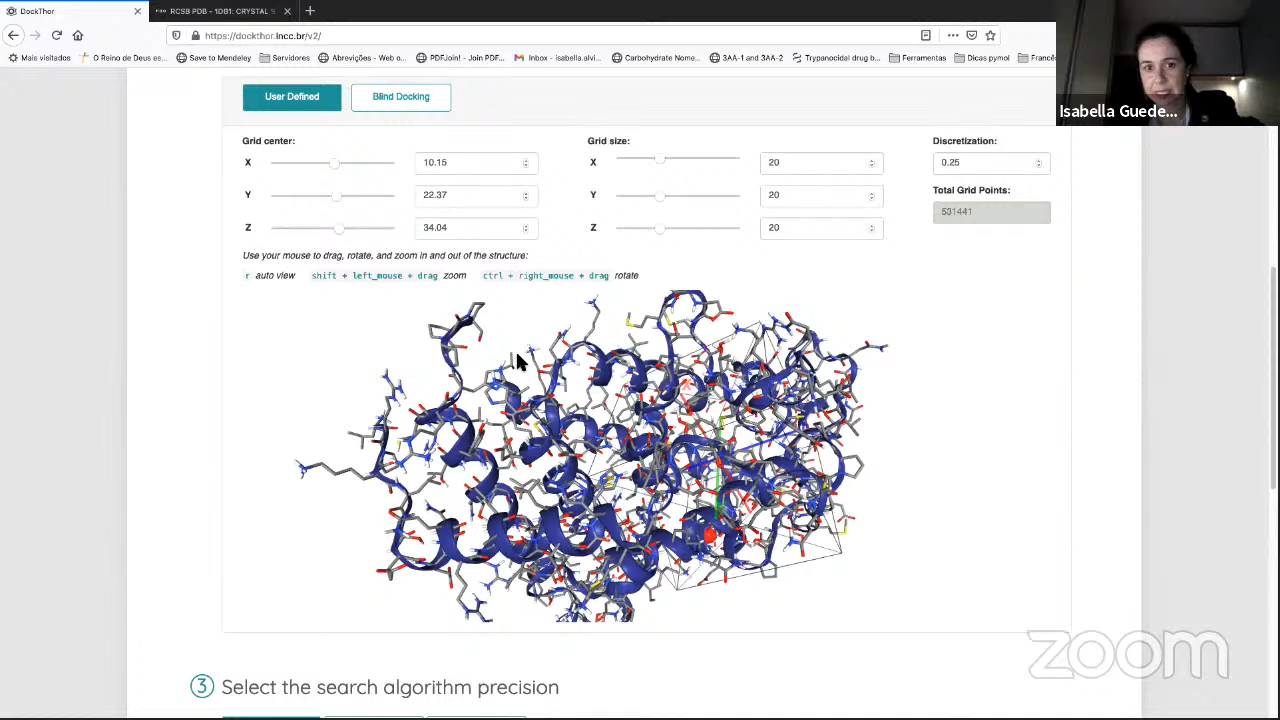 DockThor
RCSB PDB - 1DB1: CRYSTAL S
https://dockthor.lncc.br/v2/
Mais visitados
O Reino de Deus es...
Save to Mendeley
Servidores
Abrevições - Web o...
PDFJoin! - Join PDF...
Inbox - isabella.alvi...
Carbohydrate Nome...
3AA-1 and 3AA-2
Trypanocidal drug b...
Ferramentas
Dicas pymol
Francês
Isabella Guede...
User Defined
Blind Docking
Grid center:
Grid size:
Discretization:
X
10.15
X
20
0.25
Total Grid Points:
Y
22.37
Y
20
531441
Z
34.04
Z
20
Use your mouse to drag, rotate, and zoom in and out of the structure:
r auto view shift + left_mouse + drag zoom ctrl + right_mouse + drag rotate
zoom
3 Select the search algorithm precision